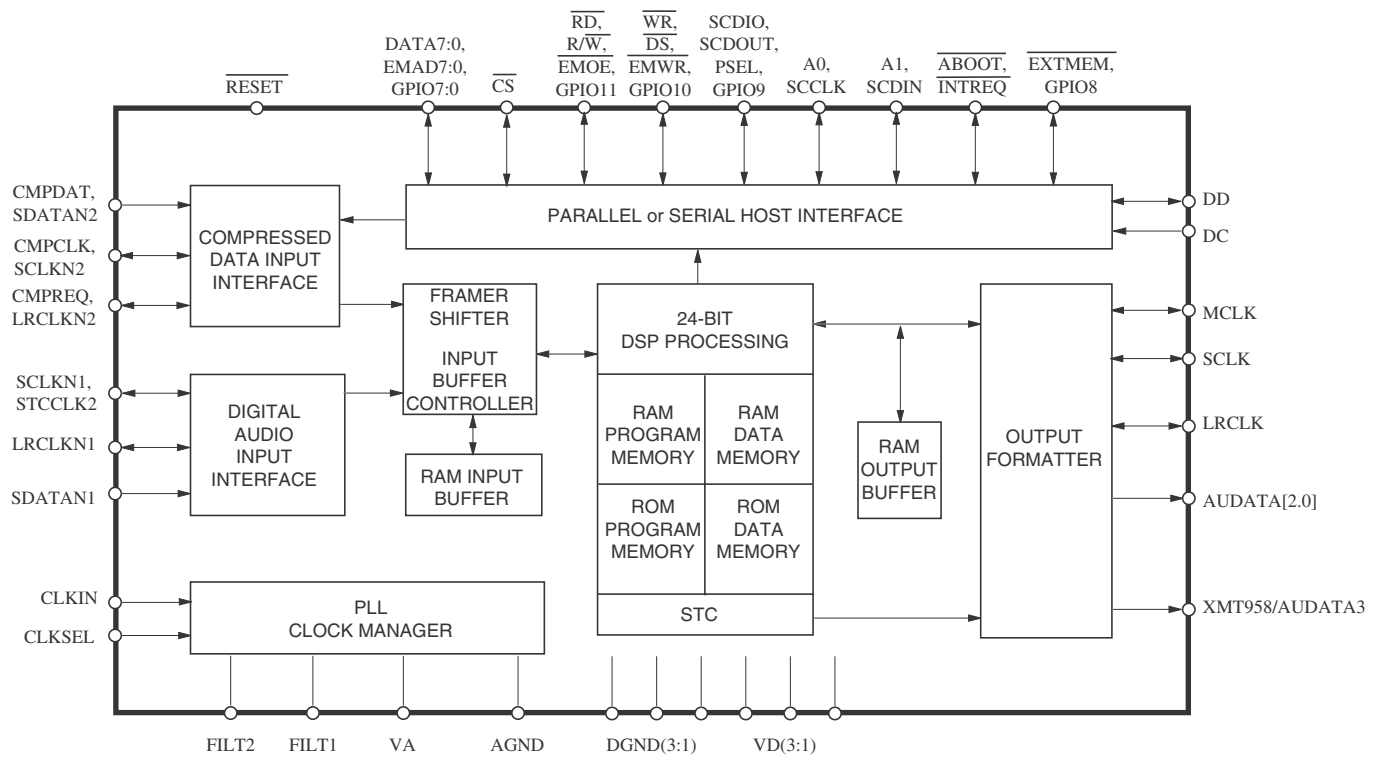 RD,
R/W,
EMOE,
GPIO11
WR,
DS,
EMWR,
GPIO10
SCDIO,
SCDOUT,
PSEL,
GPIO9
DATA7:0,
EMAD7:0,
GPIO7:0
A0,
SCCLK
A1,
SCDIN
ABOOT,
INTREQ
EXTMEM,
GPIO8
RESET
CS
CMPDAT,
SDATAN2
CMPCLK,
SCLKN2
CMPREQ,
LRCLKN2
COMPRESSED
DATA INPUT
INTERFACE
PARALLEL or SERIAL HOST INTERFACE
DD
DC
FRAMER
SHIFTER
INPUT
BUFFER
CONTROLLER
24-BIT
DSP PROCESSING
MCLK
SCLK
SCLKN1,
STCCLK2
LRCLKN1
SDATAN1
DIGITAL
AUDIO
INPUT
INTERFACE
RAM INPUT
BUFFER
RAM
PROGRAM
MEMORY
RAM
DATA
MEMORY
ROM
PROGRAM
MEMORY
ROM
DATA
MEMORY
STC
RAM
OUTPUT
BUFFER
OUTPUT
FORMATTER
LRCLK
AUDATA[2.0]
XMT958/AUDATA3
CLKIN
CLKSEL
PLL
CLOCK MANAGER
FILT2
FILT1
VA
AGND
DGND(3:1)
VD(3:1)